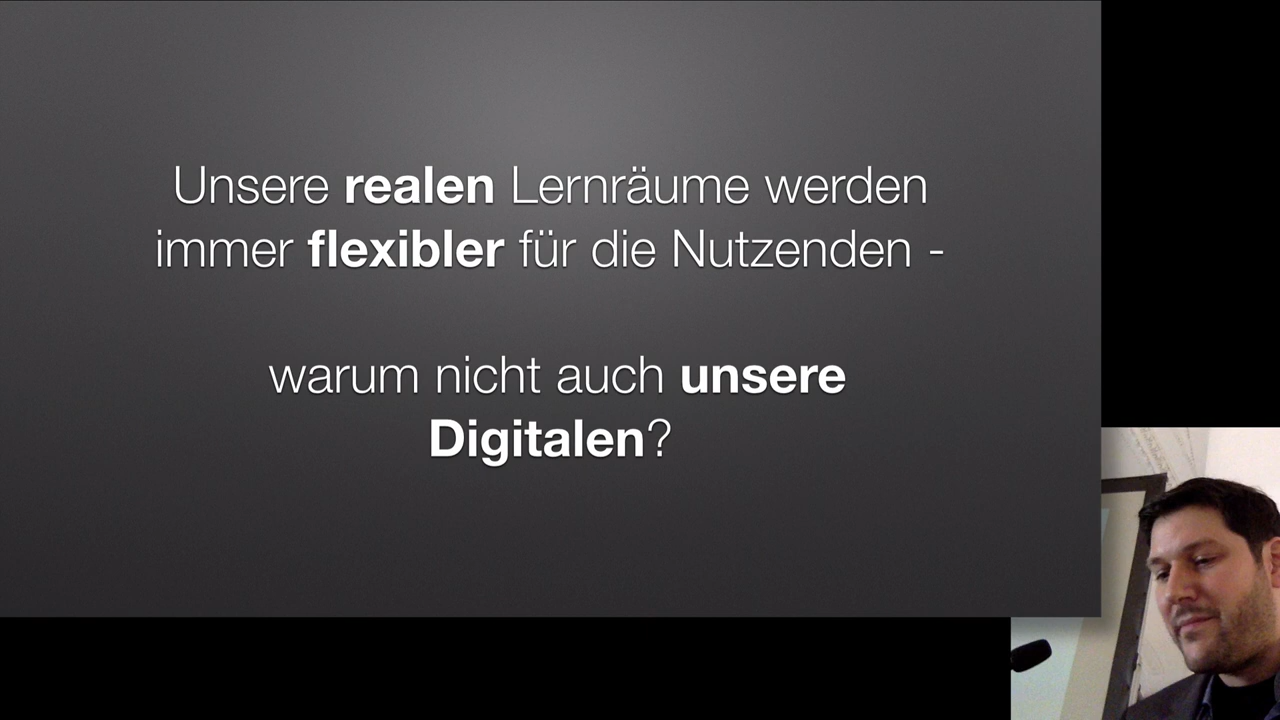 Unsere realen Lernräume werden
immer flexibler für die Nutzenden -
warum nicht auch unsere
Digitalen?